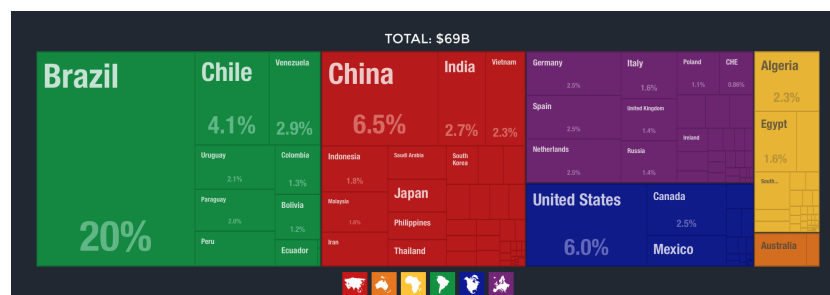 TOTAL: $69B
Brazil
20%
Chile
4.1%
Venezuela
2.9%
Uruguay
2.1%
Paraguay
2.0%
Peru
Colombia
1.3%
Bolivia
1.2%
Ecuador
China
6.5%
India
2.7%
Vietnam
2.3%
Indonesia
1.8%
Malaysia
1.6%
Iran
Saudi Arabia
Japan
Philippines
Thailand
South
Korea
Germany
2.5%
Spain
2.5%
Netherlands
2.5%
Italy
1.6%
United Kingdom
1.4%
Russia
1.4%
Poland
1.1%
CHE
0.86%
Ireland
United States
6.0%
Canada
2.5%
Mexico
Algeria
2.3%
Egypt
1.6%
South...
Australia